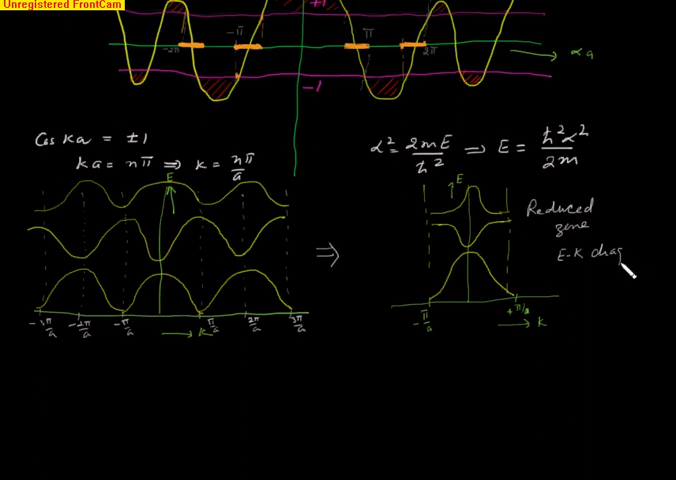 Unregistered FrontCam
+1
-2π
-π
π
2π
αa
-1
Cos Ka = ±1
Ka = nπ ⟹ K = nπ/a
α² = 2mE/ħ² ⟹ E = ħ²α²/2m
E
E
Reduced
zone
E-K diag
⟹
-3π/a -2π/a -π/a → K π/a 2π/a 3π/a
-π/a +π/a
→ K